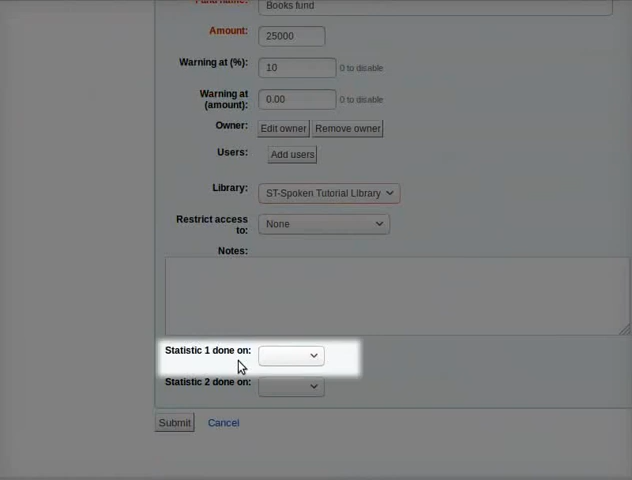 Fund name: Books fund
Amount: 25000
Warning at (%): 10 0 to disable
Warning at
(amount): 0.00 0 to disable
Owner: Edit owner Remove owner
Users: Add users
Library: ST-Spoken Tutorial Library
Restrict access
to: None
Notes:
Statistic 1 done on:
Statistic 2 done on:
Submit Cancel